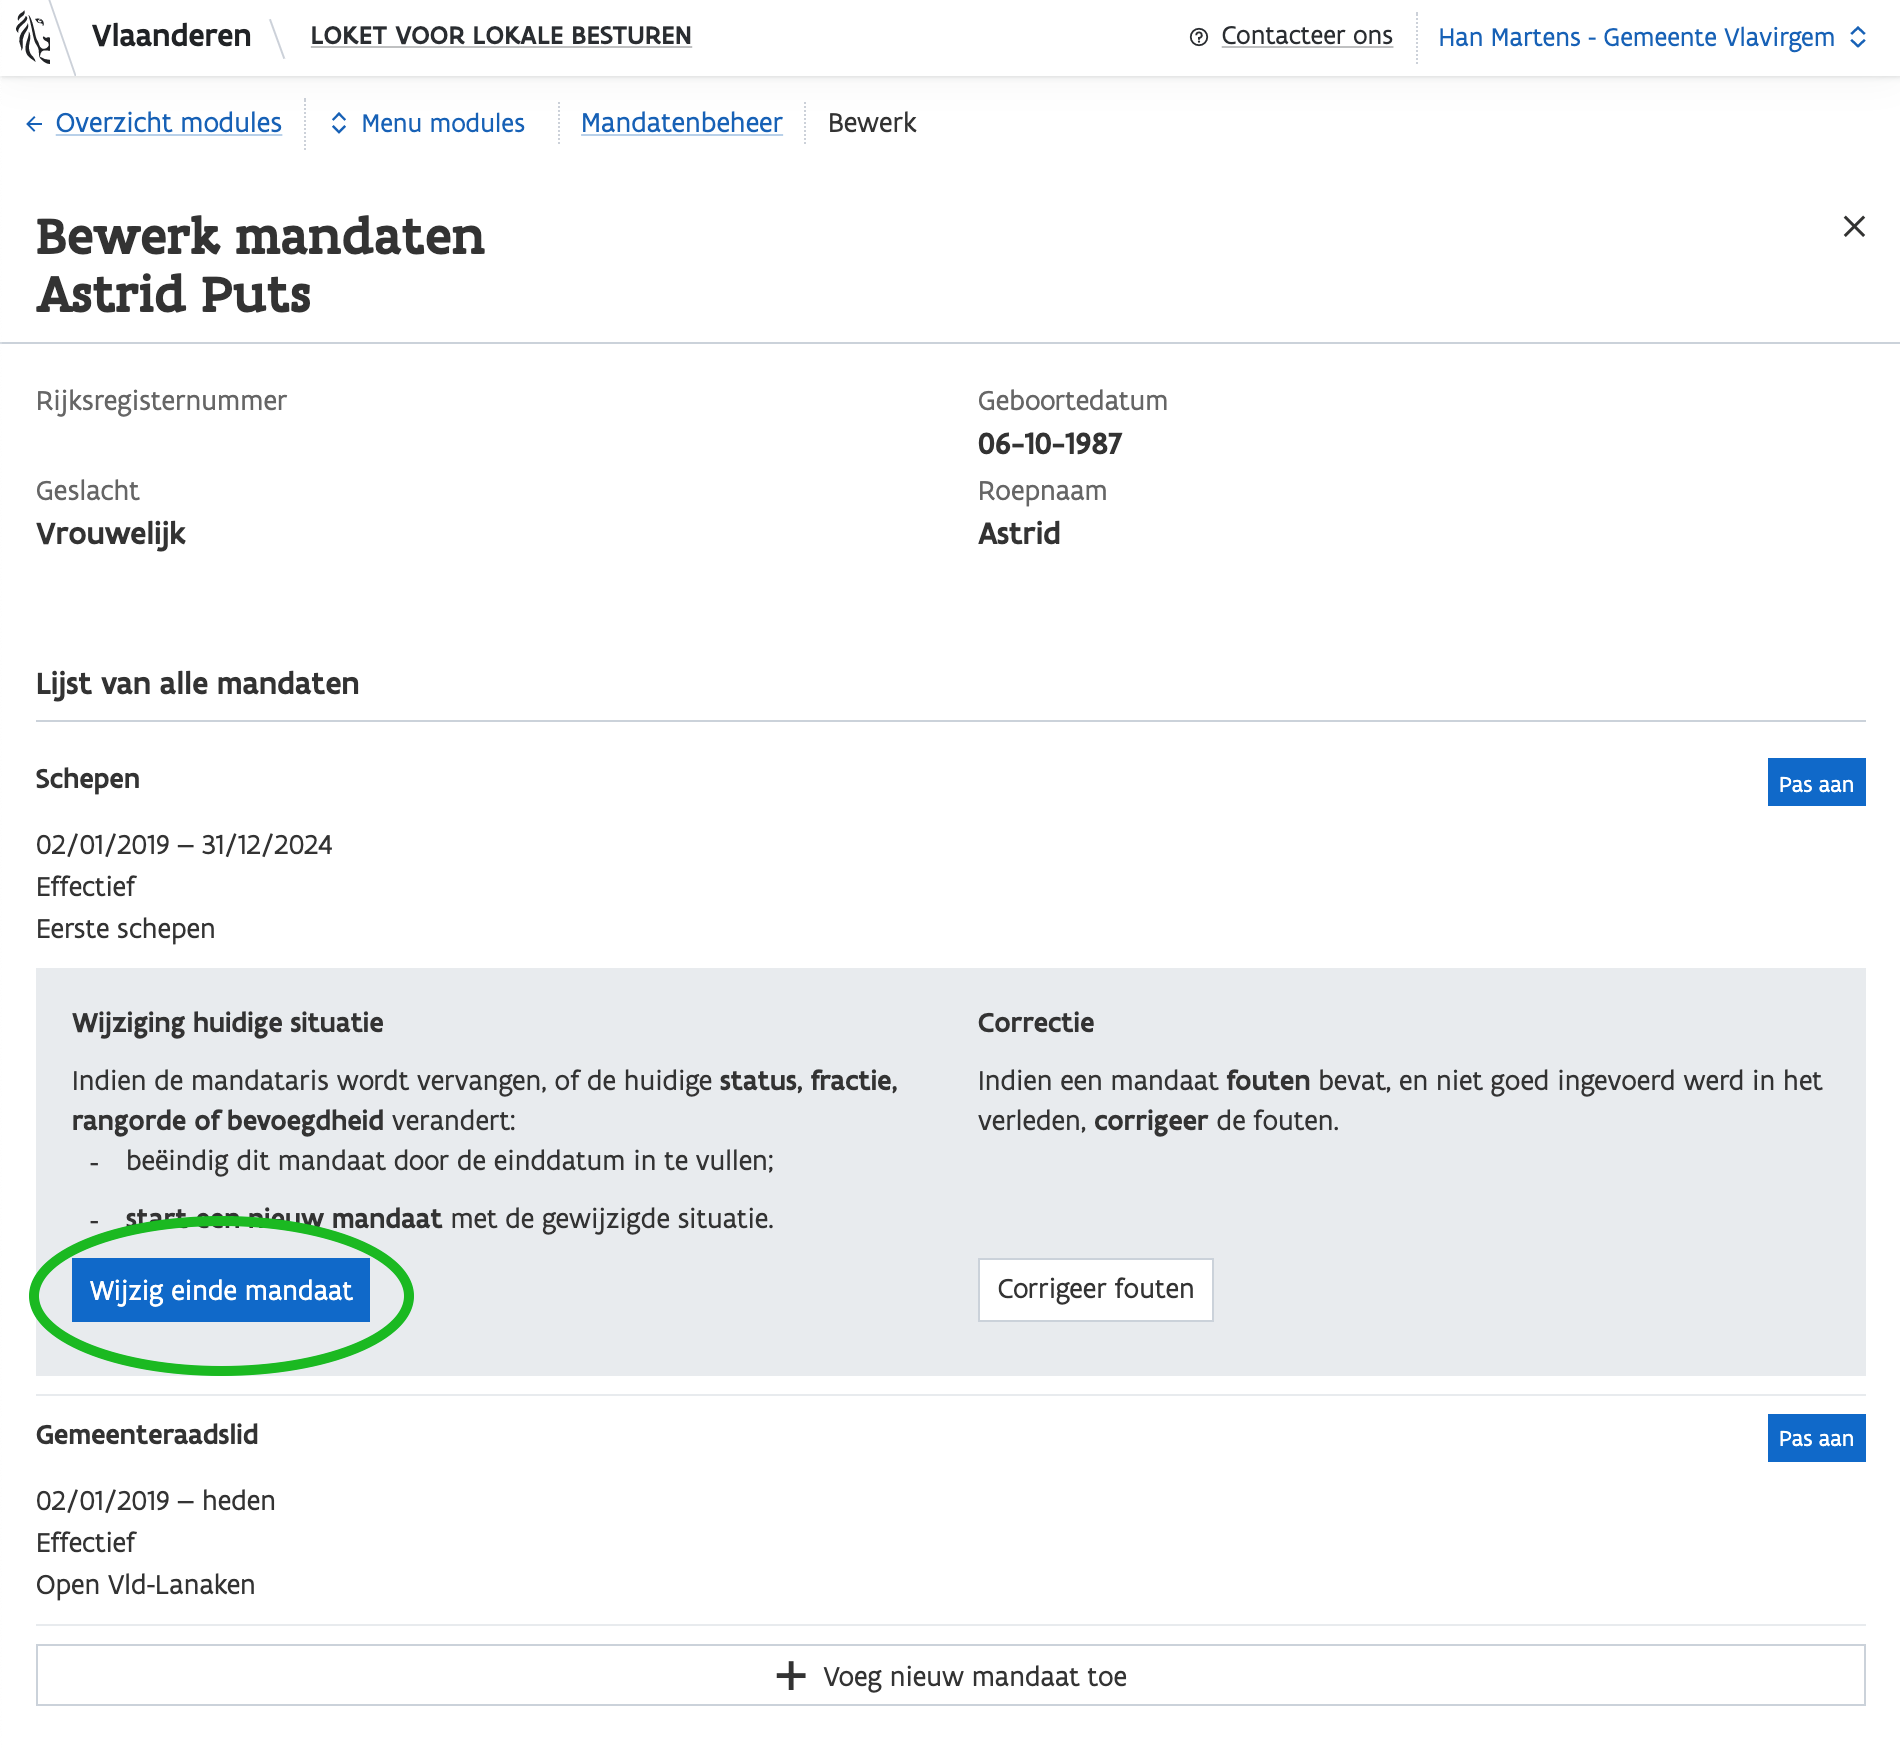 Vlaanderen LOKET VOOR LOKALE BESTUREN Contacteer ons Han Martens - Gemeente Vlavirgem
Overzicht modules Menu modules Mandatenbeheer Bewerk
Bewerk mandaten
Astrid Puts
Rijksregisternummer
Geboortedatum
06-10-1987
Geslacht
Vrouwelijk
Roepnaam
Astrid
Lijst van alle mandaten
Schepen
Pas aan
02/01/2019 – 31/12/2024
Effectief
Eerste schepen
Wijziging huidige situatie
Indien de mandataris wordt vervangen, of de huidige status, fractie,
rangorde of bevoegdheid verandert:
- beëindig dit mandaat door de einddatum in te vullen;
- start een nieuw mandaat met de gewijzigde situatie.
Wijzig einde mandaat
Correctie
Indien een mandaat fouten bevat, en niet goed ingevoerd werd in het
verleden, corrigeer de fouten.
Corrigeer fouten
Gemeenteraadslid
Pas aan
02/01/2019 – heden
Effectief
Open Vld-Lanaken
Voeg nieuw mandaat toe